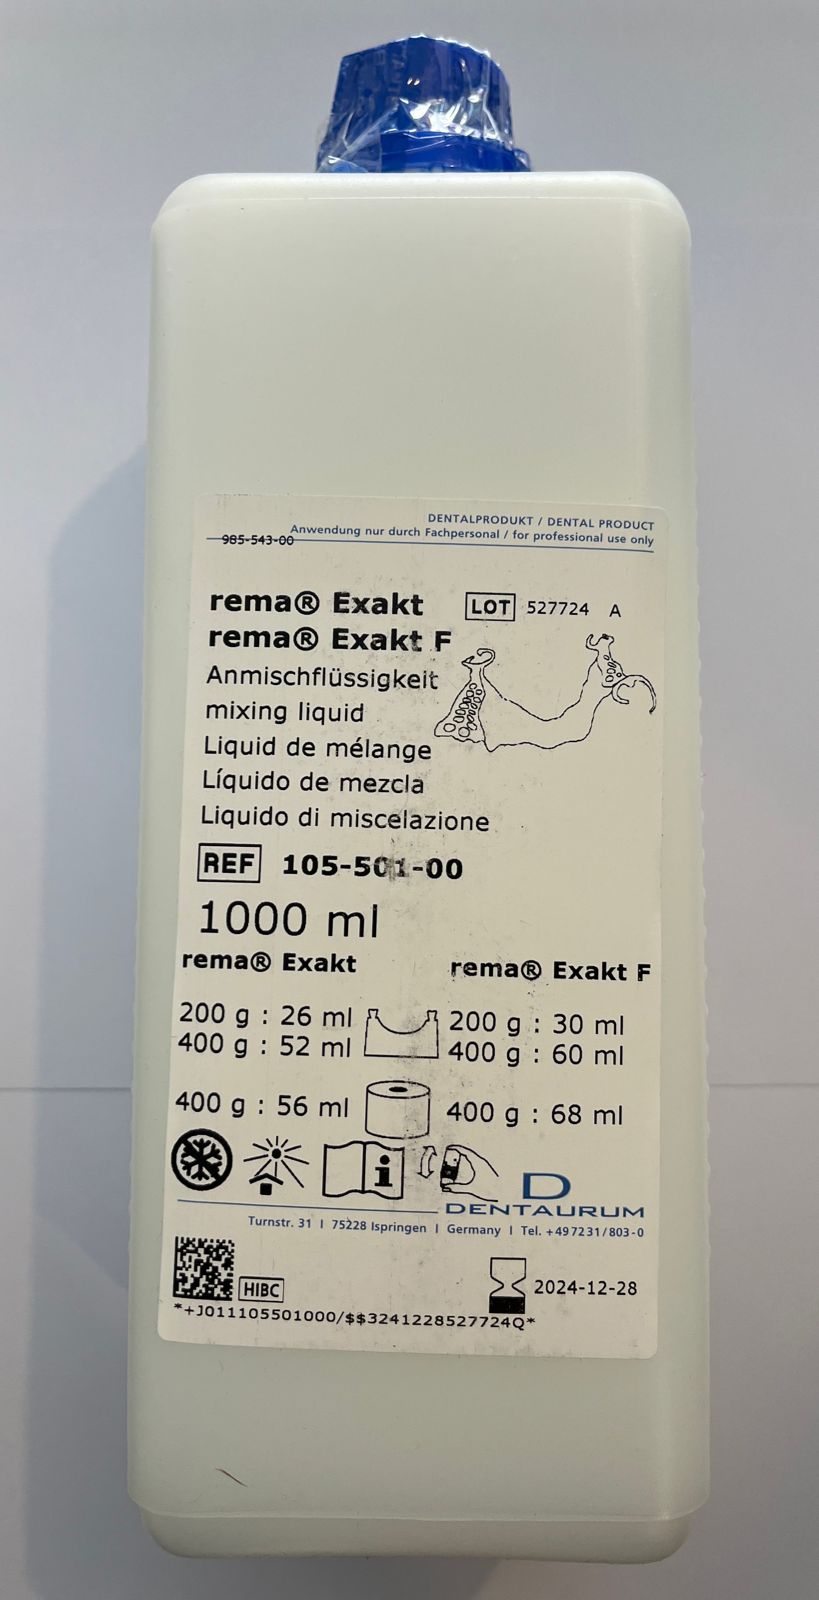 DENTALPRODUKT / DENTAL PRODUCT
Anwendung nur durch Fachpersonal / for professional use only
985-543-00
rema® Exakt LOT 527724 A
rema® Exakt F
Anmischflüssigkeit
mixing liquid
Liquid de mélange
Líquido de mezcla
Liquido di miscelazione
REF 105-501-00
1000 ml
rema® Exakt rema® Exakt F
200 g : 26 ml 200 g : 30 ml
400 g : 52 ml 400 g : 60 ml
400 g : 56 ml 400 g : 68 ml
i
D
DENTAURUM
Turnstr. 31 I 75228 Ispringen I Germany I Tel. +497231/803-0
HIBC 2024-12-28
*+J011105501000/$$3241228527724Q*